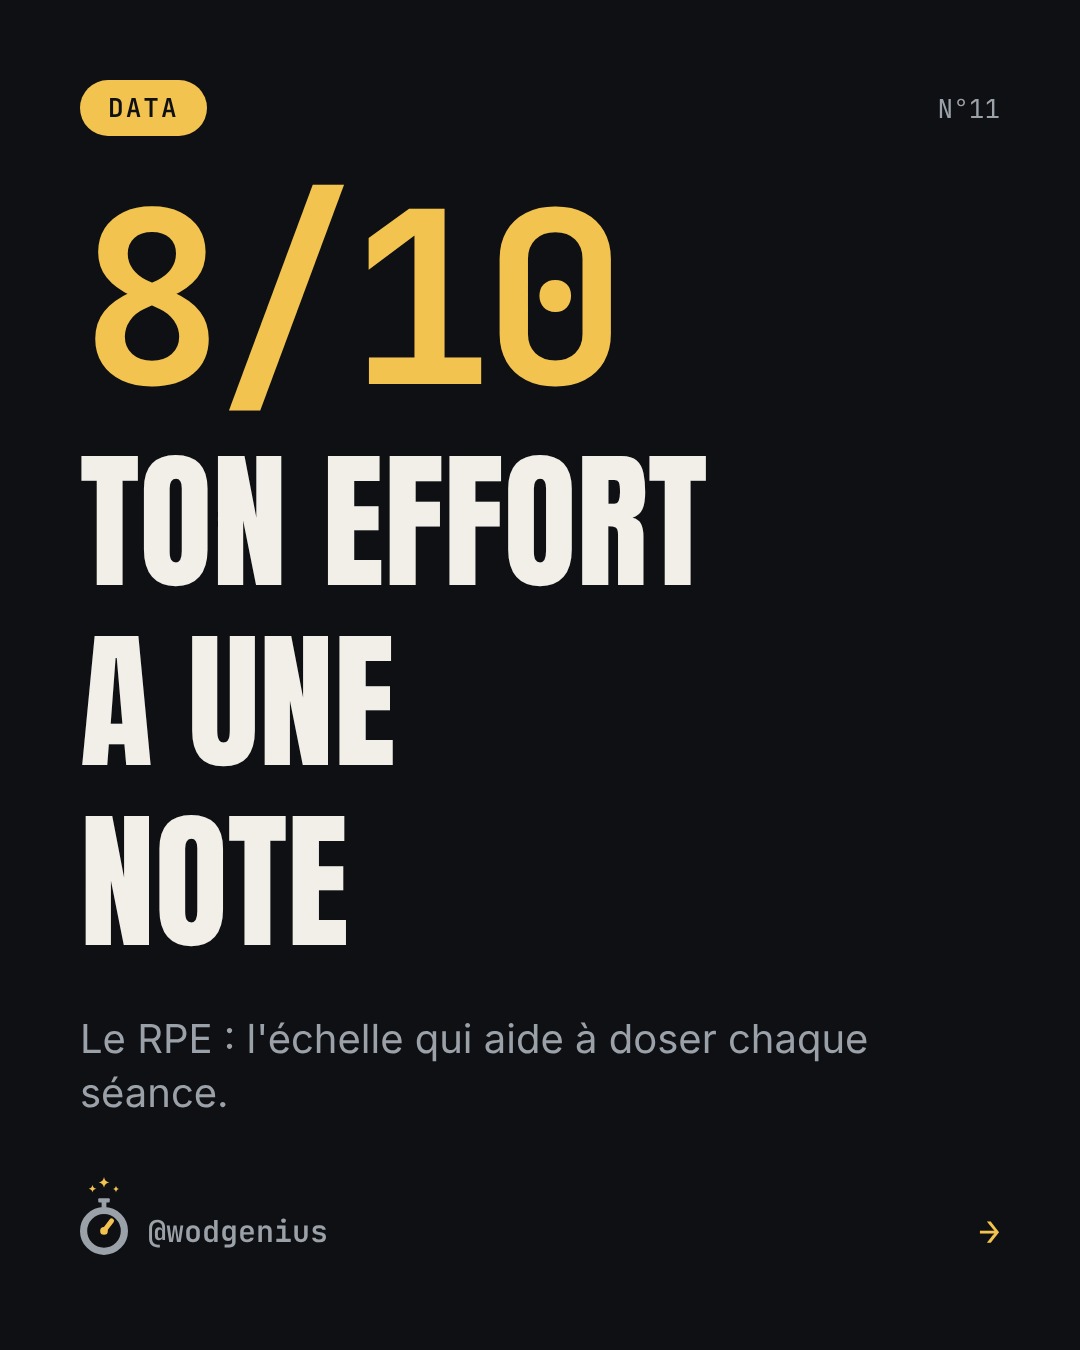 DATA
N°11
8/10
TON EFFORT
A UNE
NOTE
Le RPE : l'échelle qui aide à doser chaque
séance.
@wodgenius
→